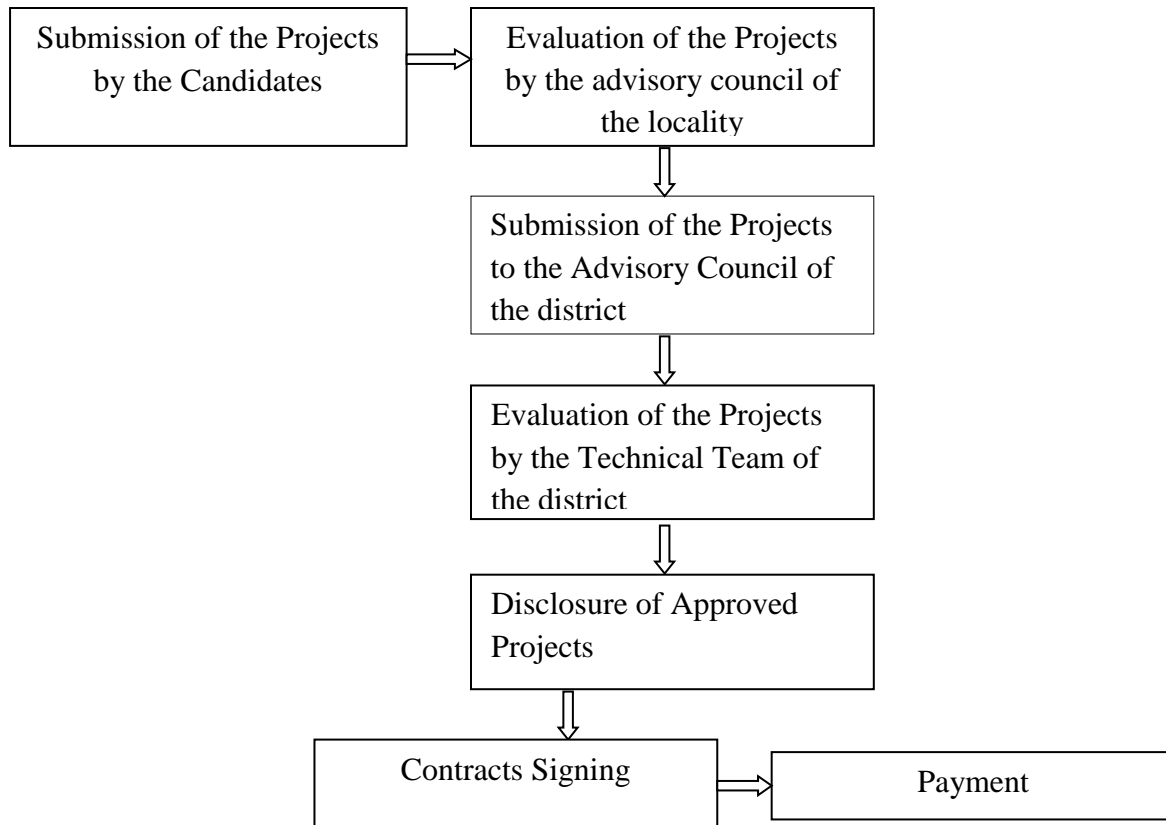 Submission of the Projects
by the Candidates
Evaluation of the Projects
by the advisory council of
the locality
Submission of the Projects
to the Advisory Council of
the district
Evaluation of the Projects
by the Technical Team of
the district
Disclosure of Approved
Projects
Contracts Signing
Payment